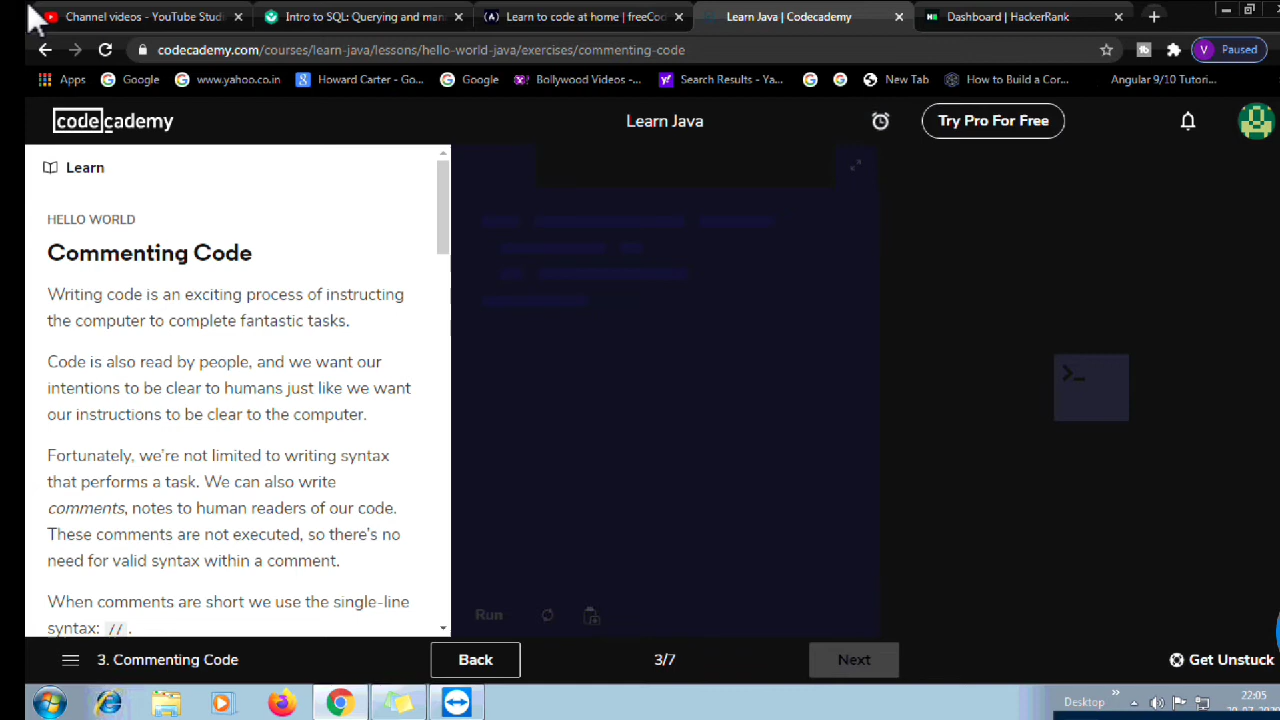 Channel videos - YouTube Studi
Intro to SQL: Querying and man
Learn to code at home | freeCod
Learn Java | Codecademy
Dashboard | HackerRank
codecademy.com/courses/learn-java/lessons/hello-world-java/exercises/commenting-code
V Paused
Apps
Google
www.yahoo.co.in
Howard Carter - Go...
Google
Bollywood Videos -...
Search Results - Ya...
New Tab
How to Build a Cor...
Angular 9/10 Tutori...
codecademy
Learn Java
Try Pro For Free
Learn
HELLO WORLD
Commenting Code
Writing code is an exciting process of instructing
the computer to complete fantastic tasks.
Code is also read by people, and we want our
intentions to be clear to humans just like we want
our instructions to be clear to the computer.
Fortunately, we're not limited to writing syntax
that performs a task. We can also write
comments, notes to human readers of our code.
These comments are not executed, so there's no
need for valid syntax within a comment.
When comments are short we use the single-line
syntax: // .
>_
Run
3. Commenting Code
Back
3/7
Next
Get Unstuck
Desktop
22:05